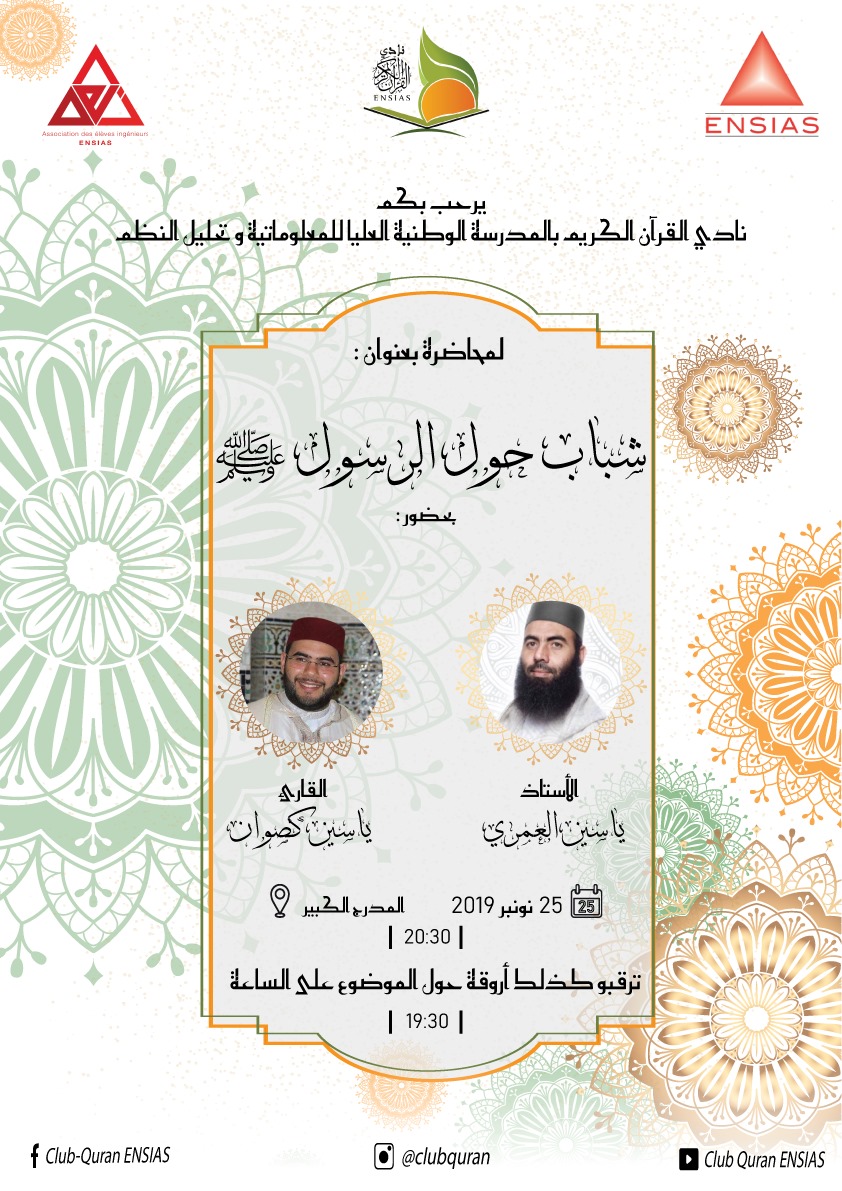 Association des élèves ingénieurs
ENSIAS
نادي
القرآن الكريم
ENSIAS
ENSIAS
يرحب بكم
نادي القرآن الكريم بالمدرسة الوطنية العليا للمعلوماتية و تحليل النظم
لمحاضرة بعنوان :
شباب حول الرسول ﷺ
بحضور :
الأستاذ
ياسين العمري
القارئ
ياسين كصوان
25 25 نونبر 2019
المدرج الكبير
| 20:30 |
ترقبو كذلك أروقة حول الموضوع على الساعة
| 19:30 |
Club-Quran ENSIAS
@clubquran
Club Quran ENSIAS